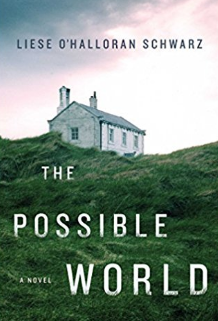 LIESE O'HALLORAN SCHWARZ
THE
POSSIBLE
A NOVEL
WORLD